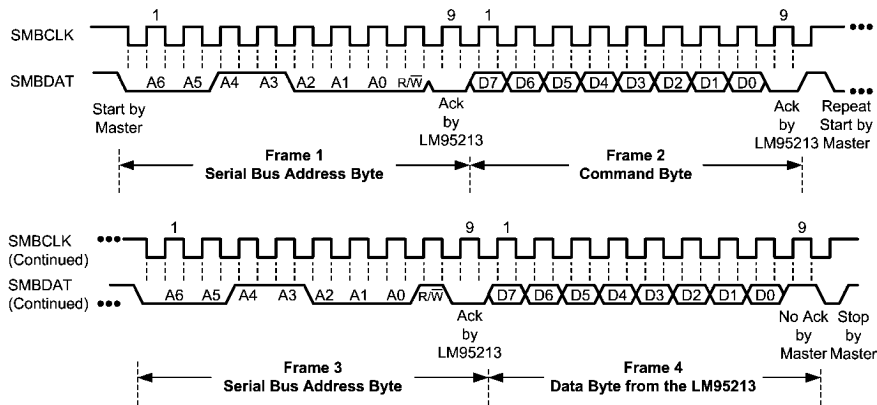 1 9 1 9
SMBCLK •••
SMBDAT A6 A5 A4 A3 A2 A1 A0 R/W̅ D7 D6 D5 D4 D3 D2 D1 D0 •••
Start by
Master
Ack
by
LM95213
Ack
by
LM95213
Repeat
Start by
Master
Frame 1
Serial Bus Address Byte
Frame 2
Command Byte
1 9 1 9
SMBCLK •••
(Continued)
SMBDAT
(Continued) •••
A6 A5 A4 A3 A2 A1 A0 R/W̅ D7 D6 D5 D4 D3 D2 D1 D0
Ack
by
LM95213
No Ack
by
Master
Stop
by
Master
Frame 3
Serial Bus Address Byte
Frame 4
Data Byte from the LM95213